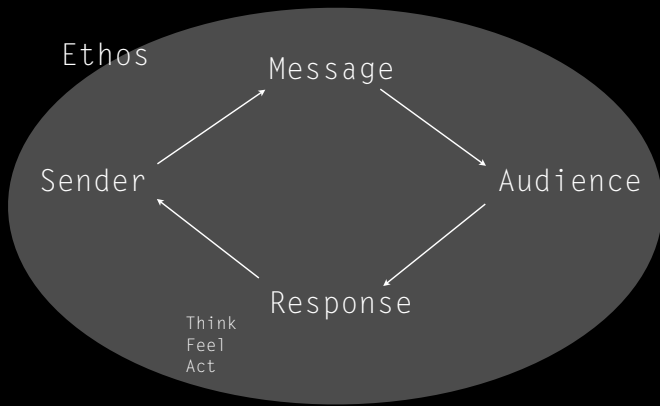 Ethos
Message
Sender
Audience
Response
Think
Feel
Act